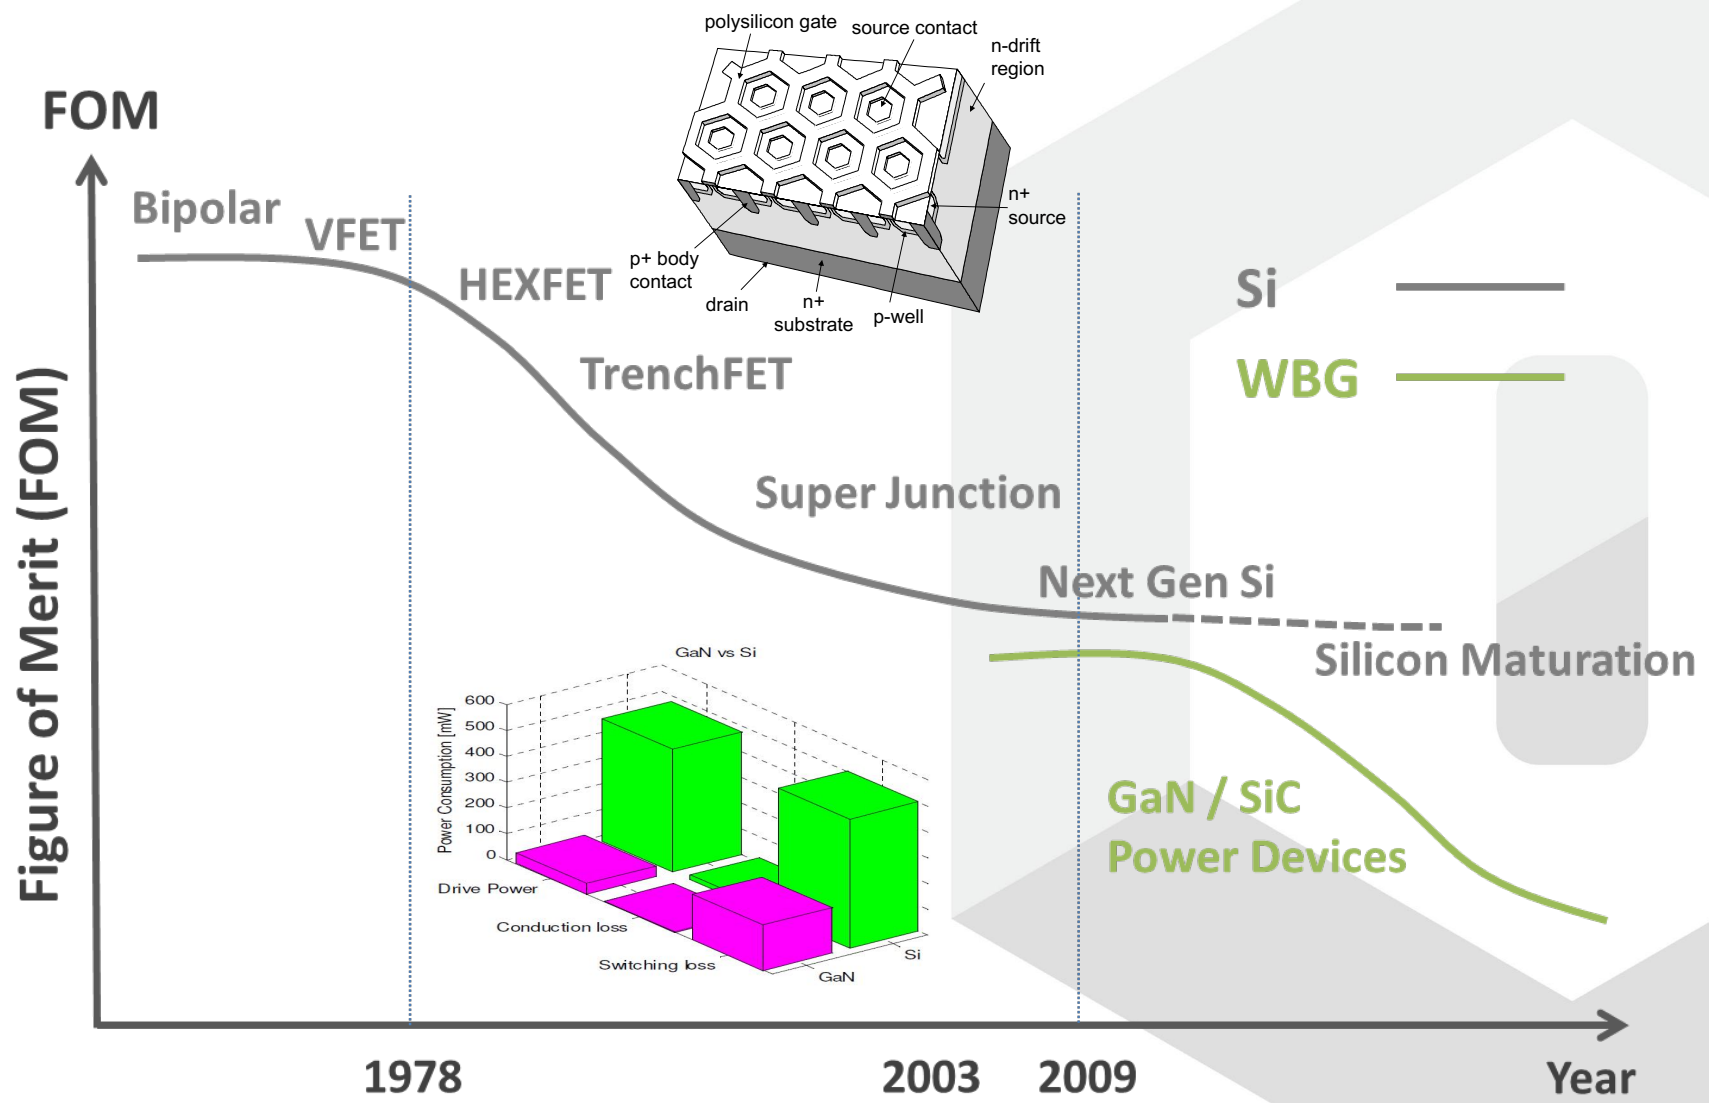 polysilicon gate
source contact
n-drift
region
FOM
Bipolar
VFET
HEXFET
n+
source
p+ body
contact
drain
n+
substrate
p-well
Si
WBG
TrenchFET
Super Junction
Next Gen Si
Silicon Maturation
Figure of Merit (FOM)
GaN vs Si
Power Consumption [mW]
600
500
400
300
200
100
0
Drive Power
Conduction loss
Switching loss
GaN
Si
GaN / SiC
Power Devices
1978
2003
2009
Year